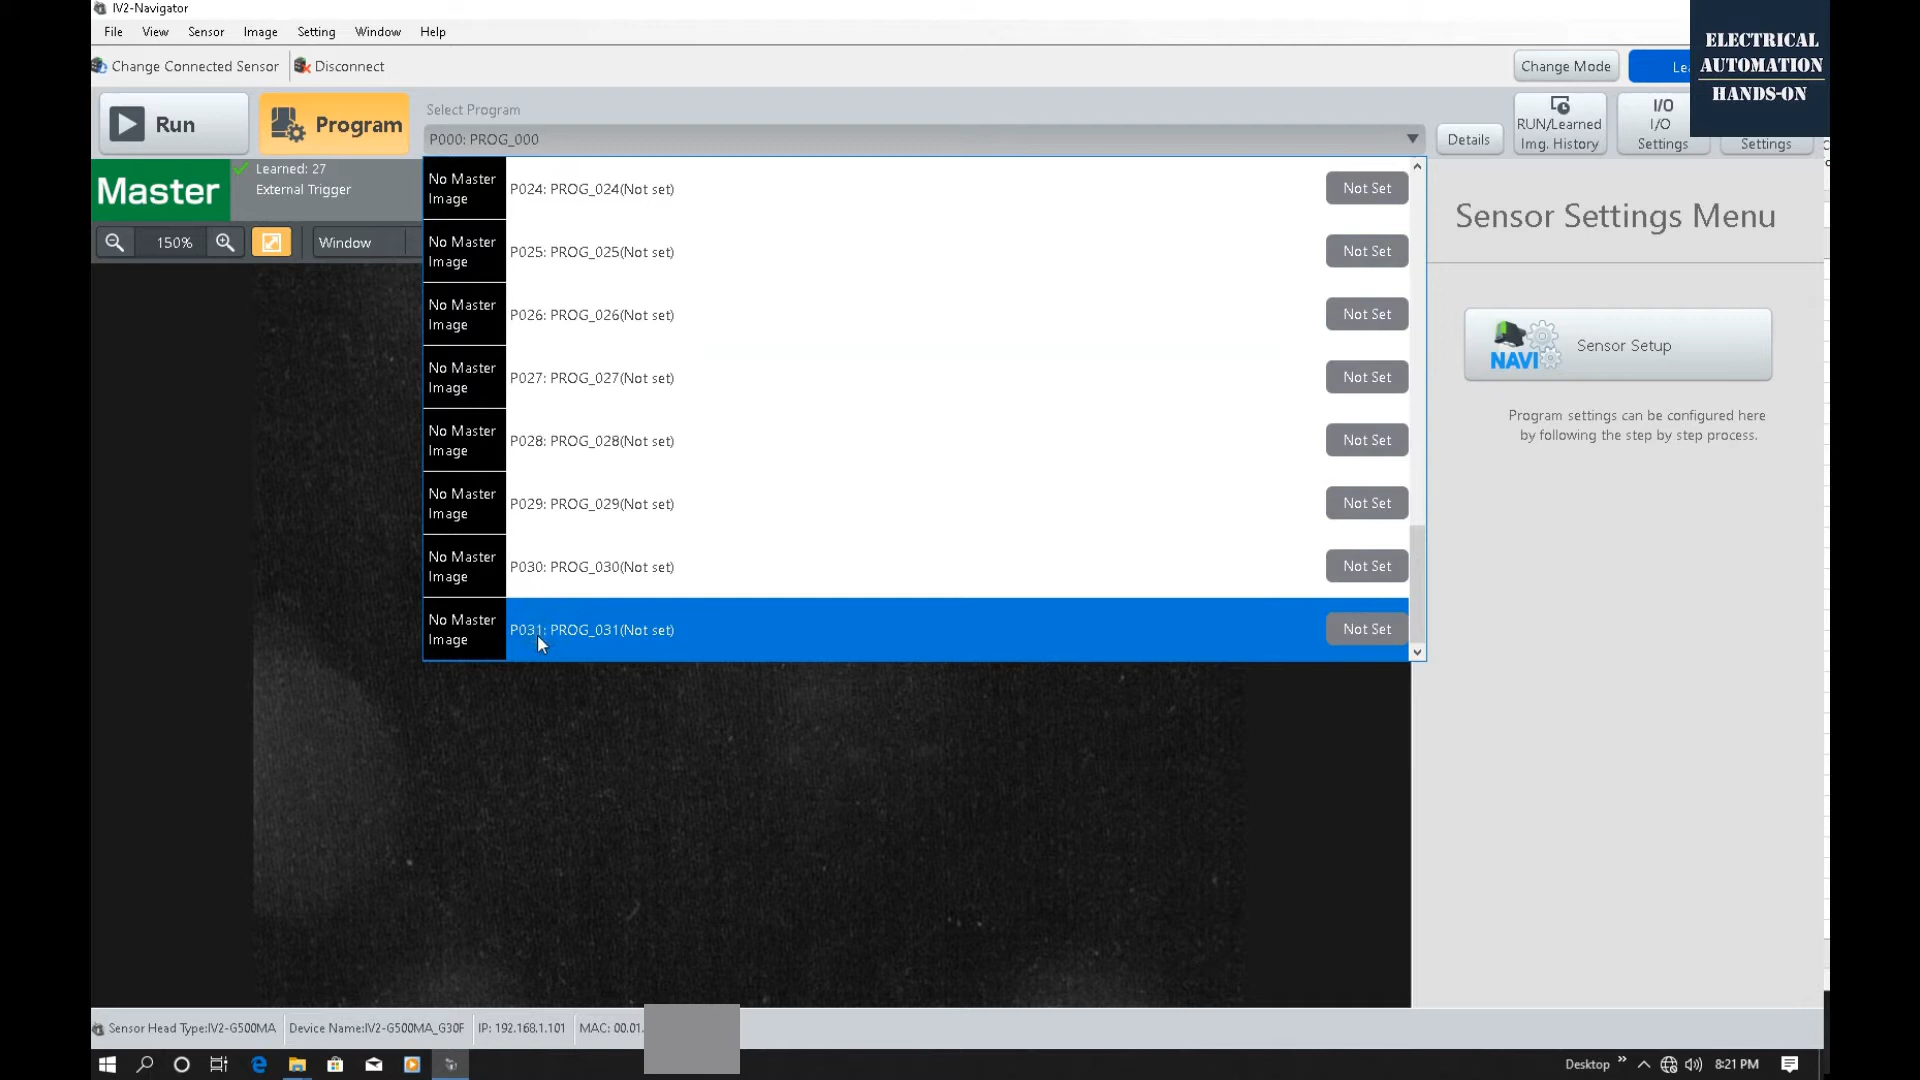 IV2-Navigator
File View Sensor Image Setting Window Help
Change Connected Sensor Disconnect Change Mode
ELECTRICAL
AUTOMATION
HANDS-ON
Run Program
Select Program
P000: PROG_000
Details
RUN/Learned
Img. History
I/O
I/O
Settings
Settings
Master
Learned: 27
External Trigger
150% Window
No Master
Image
P024: PROG_024(Not set) Not Set
No Master
Image
P025: PROG_025(Not set) Not Set
No Master
Image
P026: PROG_026(Not set) Not Set
No Master
Image
P027: PROG_027(Not set) Not Set
No Master
Image
P028: PROG_028(Not set) Not Set
No Master
Image
P029: PROG_029(Not set) Not Set
No Master
Image
P030: PROG_030(Not set) Not Set
No Master
Image
P031: PROG_031(Not set) Not Set
Sensor Settings Menu
NAVI Sensor Setup
Program settings can be configured here
by following the step by step process.
Sensor Head Type:IV2-G500MA Device Name:IV2-G500MA_G30F IP: 192.168.1.101 MAC: 00.01.
Desktop 8:21 PM